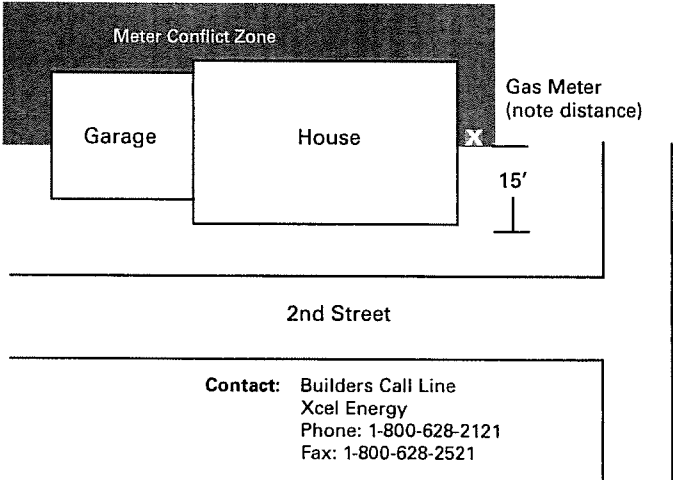 Meter Conflict Zone
Gas Meter
(note distance)
Garage
House
X
15'
2nd Street
Contact: Builders Call Line
Xcel Energy
Phone: 1-800-628-2121
Fax: 1-800-628-2521